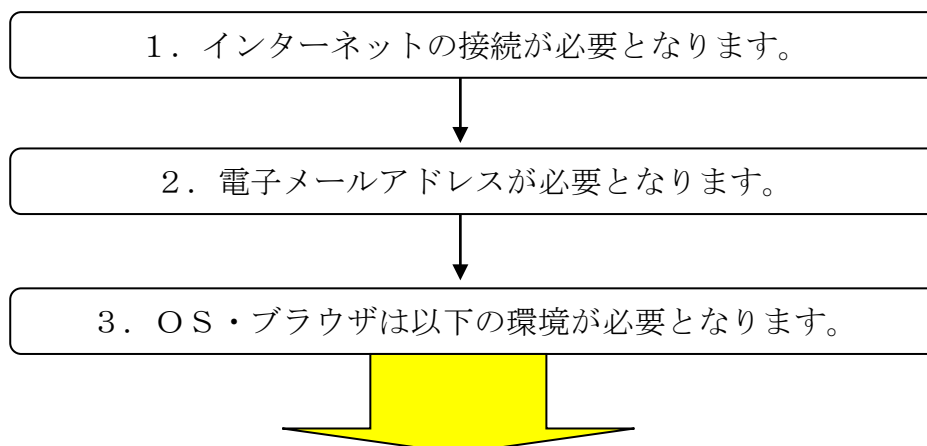 １．インターネットの接続が必要となります。
２．電子メールアドレスが必要となります。
３．ＯＳ・ブラウザは以下の環境が必要となります。